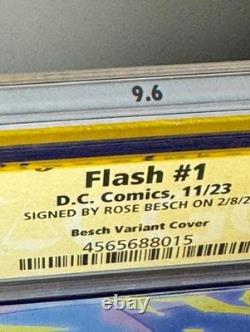 9.6
Flash #1
D.C. Comics, 11/23
SIGNED BY ROSE BESCH ON 2/8/2
Besch Variant Cover
4565688015